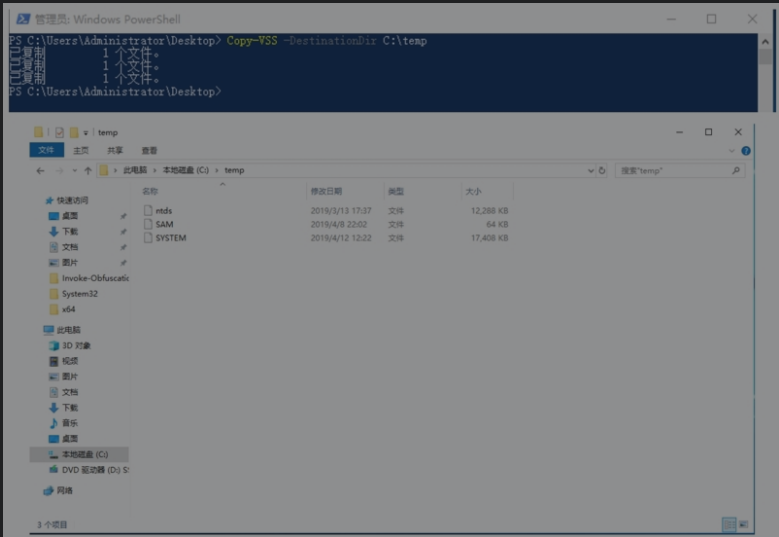 管理员: Windows PowerShell
PS C:\Users\Administrator\Desktop> Copy-VSS -DestinationDir C:\temp
已复制 1 个文件。
已复制 1 个文件。
已复制 1 个文件。
PS C:\Users\Administrator\Desktop>
temp
文件 主页 共享 查看
此电脑 > 本地磁盘 (C:) > temp 搜索"temp"
名称 修改日期 类型 大小
快速访问
桌面
ntds 2019/3/13 17:37 文件 12,288 KB
下载
SAM 2019/4/8 22:02 文件 64 KB
文档
SYSTEM 2019/4/12 12:22 文件 17,408 KB
图片
Invoke-Obfuscatic
System32
x64
此电脑
3D 对象
视频
图片
文档
下载
音乐
桌面
本地磁盘 (C:)
DVD 驱动器 (D:) S:
网络
3 个项目